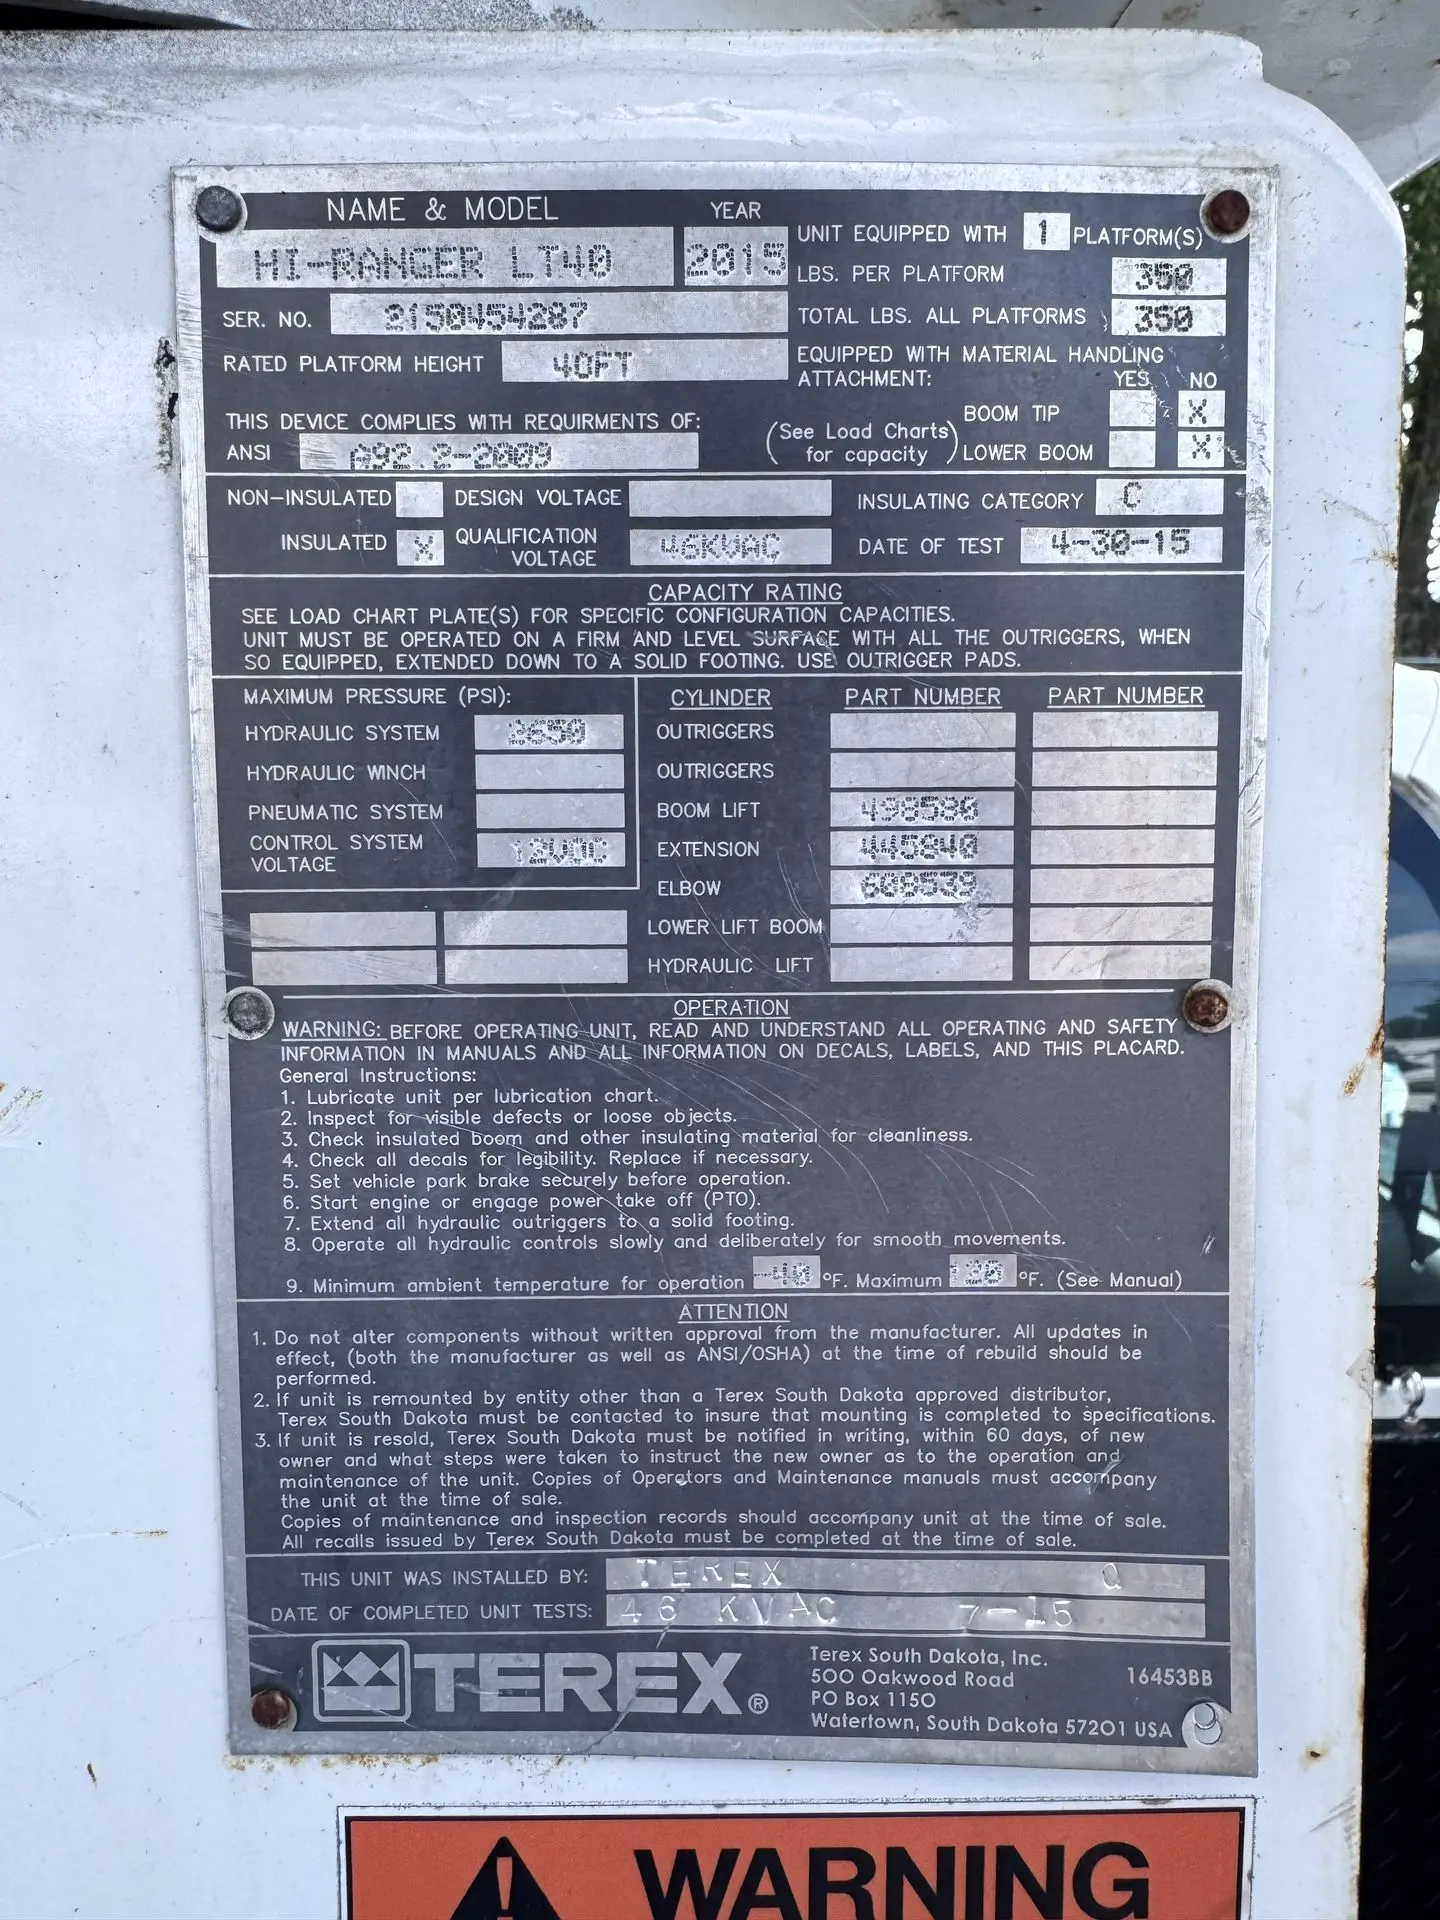 NAME & MODEL
YEAR
HI-RANGER LT40
2015
UNIT EQUIPPED WITH 1 PLATFORM(S)
LBS. PER PLATFORM 350
SER. NO. 2150454287
TOTAL LBS. ALL PLATFORMS 350
RATED PLATFORM HEIGHT 40FT
EQUIPPED WITH MATERIAL HANDLING
ATTACHMENT: YES NO
THIS DEVICE COMPLIES WITH REQUIRMENTS OF:
ANSI A92.2-2009
(See Load Charts
for capacity)
BOOM TIP X
LOWER BOOM X
NON-INSULATED DESIGN VOLTAGE INSULATING CATEGORY C
INSULATED X QUALIFICATION
VOLTAGE 46KVAC DATE OF TEST 4-30-15
CAPACITY RATING
SEE LOAD CHART PLATE(S) FOR SPECIFIC CONFIGURATION CAPACITIES.
UNIT MUST BE OPERATED ON A FIRM AND LEVEL SURFACE WITH ALL THE OUTRIGGERS, WHEN
SO EQUIPPED, EXTENDED DOWN TO A SOLID FOOTING. USE OUTRIGGER PADS.
MAXIMUM PRESSURE (PSI):
HYDRAULIC SYSTEM
HYDRAULIC WINCH
PNEUMATIC SYSTEM
CONTROL SYSTEM
VOLTAGE
CYLINDER PART NUMBER PART NUMBER
OUTRIGGERS
OUTRIGGERS
BOOM LIFT
EXTENSION
ELBOW
LOWER LIFT BOOM
HYDRAULIC LIFT
OPERATION
WARNING: BEFORE OPERATING UNIT, READ AND UNDERSTAND ALL OPERATING AND SAFETY
INFORMATION IN MANUALS AND ALL INFORMATION ON DECALS, LABELS, AND THIS PLACARD.
General Instructions:
1. Lubricate unit per lubrication chart.
2. Inspect for visible defects or loose objects.
3. Check insulated boom and other insulating material for cleanliness.
4. Check all decals for legibility. Replace if necessary.
5. Set vehicle park brake securely before operation.
6. Start engine or engage power take off (PTO).
7. Extend all hydraulic outriggers to a solid footing.
8. Operate all hydraulic controls slowly and deliberately for smooth movements.
9. Minimum ambient temperature for operation -40 °F. Maximum °F. (See Manual)
ATTENTION
1. Do not alter components without written approval from the manufacturer. All updates in
effect, (both the manufacturer as well as ANSI/OSHA) at the time of rebuild should be
performed.
2. If unit is remounted by entity other than a Terex South Dakota approved distributor,
Terex South Dakota must be contacted to insure that mounting is completed to specifications.
3. If unit is resold, Terex South Dakota must be notified in writing, within 60 days, of new
owner and what steps were taken to instruct the new owner as to the operation and
maintenance of the unit. Copies of Operators and Maintenance manuals must accompany
the unit at the time of sale.
Copies of maintenance and inspection records should accompany unit at the time of sale.
All recalls issued by Terex South Dakota must be completed at the time of sale.
THIS UNIT WAS INSTALLED BY: TEREX Q
DATE OF COMPLETED UNIT TESTS: 46 KVAC 7-15
TEREX®
Terex South Dakota, Inc.
500 Oakwood Road
PO Box 1150
Watertown, South Dakota 57201 USA
16453BB
WARNING